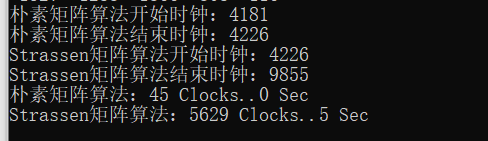 朴素矩阵算法开始时钟：4181
朴素矩阵算法结束时钟：4226
Strassen矩阵算法开始时钟：4226
Strassen矩阵算法结束时钟：9855
朴素矩阵算法：45 Clocks..0 Sec
Strassen矩阵算法：5629 Clocks..5 Sec